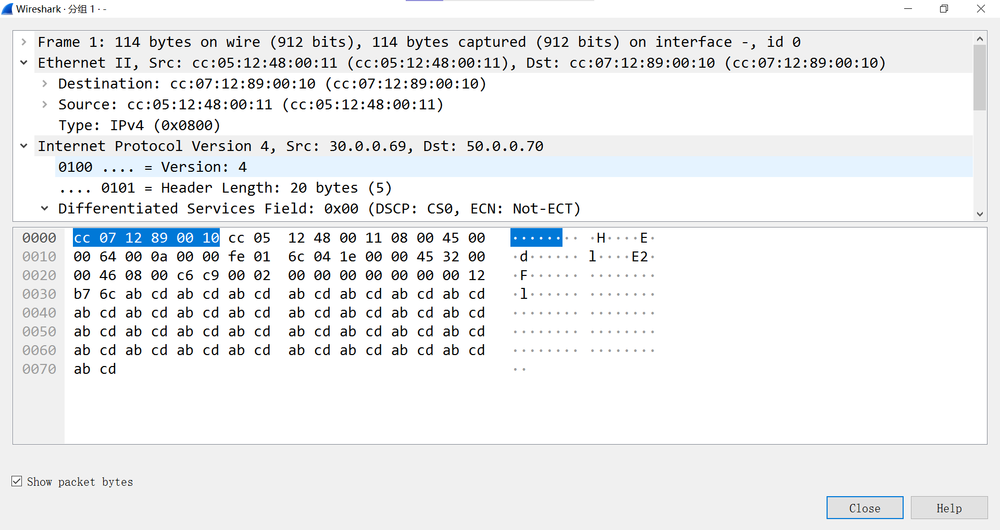 Wireshark · 分组 1 · -
Frame 1: 114 bytes on wire (912 bits), 114 bytes captured (912 bits) on interface -, id 0
Ethernet II, Src: cc:05:12:48:00:11 (cc:05:12:48:00:11), Dst: cc:07:12:89:00:10 (cc:07:12:89:00:10)
Destination: cc:07:12:89:00:10 (cc:07:12:89:00:10)
Source: cc:05:12:48:00:11 (cc:05:12:48:00:11)
Type: IPv4 (0x0800)
Internet Protocol Version 4, Src: 30.0.0.69, Dst: 50.0.0.70
0100 .... = Version: 4
.... 0101 = Header Length: 20 bytes (5)
Differentiated Services Field: 0x00 (DSCP: CS0, ECN: Not-ECT)
0000 cc 07 12 89 00 10 cc 05 12 48 00 11 08 00 45 00 ········ ·H····E·
0010 00 64 00 0a 00 00 fe 01 6c 04 1e 00 00 45 32 00 ·d······ l····E2·
0020 00 46 08 00 c6 c9 00 02 00 00 00 00 00 00 00 12 ·F······ ········
0030 b7 6c ab cd ab cd ab cd ab cd ab cd ab cd ab cd ·l······ ········
0040 ab cd ab cd ab cd ab cd ab cd ab cd ab cd ab cd ········ ········
0050 ab cd ab cd ab cd ab cd ab cd ab cd ab cd ab cd ········ ········
0060 ab cd ab cd ab cd ab cd ab cd ab cd ab cd ab cd ········ ········
0070 ab cd ··
Show packet bytes
Close Help